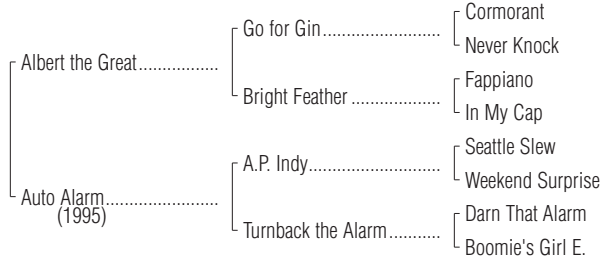 Cormorant
Go for Gin........................
Never Knock
Albert the Great.................
Fappiano
Bright Feather ...................
In My Cap
Seattle Slew
A.P. Indy...........................
Weekend Surprise
Auto Alarm.......................
(1995)
Darn That Alarm
Turnback the Alarm...........
Boomie's Girl E.